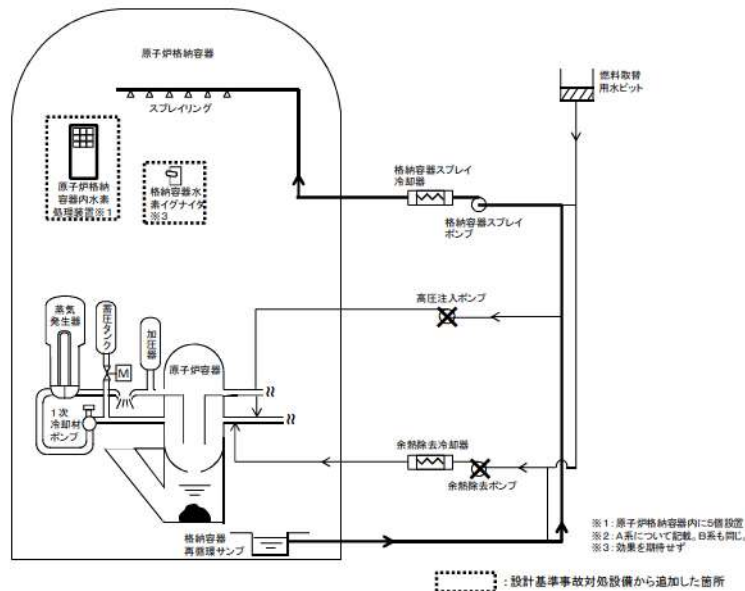 原子炉格納容器
スプレイリング
燃料取替
用水ピット
原子炉格納
容器内水素
処理装置※1
格納容器水
素イグナイタ
※3
格納容器スプレイ
冷却器
格納容器スプレイ
ポンプ
高圧注入ポンプ
蒸気
発生器
蓄圧タンク
加圧器
M
原子炉容器
1次
冷却材
ポンプ
余熱除去冷却器
余熱除去ポンプ
格納容器
再循環サンプ
※1：原子炉格納容器内に5個設置
※2：A系について記載。B系も同じ。
※3：効果を期待せず
：設計基準事故対処設備から追加した箇所